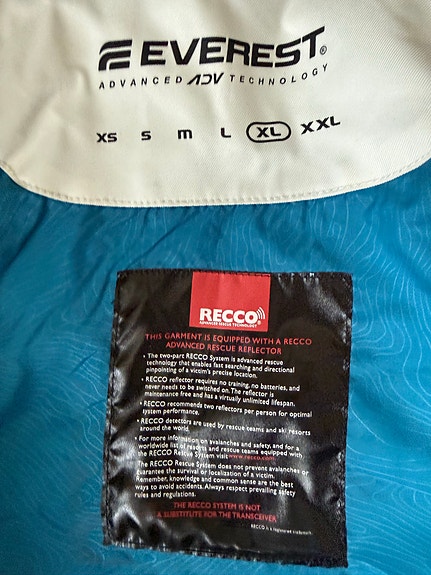 EVEREST®
ADVANCED ADV TECHNOLOGY
XS S M L XL XXL
RECCO
ADVANCED RESCUE TECHNOLOGY
THIS GARMENT IS EQUIPPED WITH A RECCO
ADVANCED RESCUE REFLECTOR
• The two-part RECCO System is advanced rescue
technology that enables fast searching and directional
pinpointing of a victim's precise location.
• RECCO reflector requires no training, no batteries, and
never needs to be switched on. The reflector is
maintenance free and has a virtually unlimited lifespan.
• RECCO recommends two reflectors per person for optimal
system performance.
• RECCO detectors are used by rescue teams and ski resorts
around the world.
• For more information on avalanches and safety, and for a
worldwide list of resorts and rescue teams equipped with
the RECCO Rescue System visit www.recco.com.
The RECCO Rescue System does not prevent avalanches or
guarantee the survival or localization of a victim.
Remember, knowledge and common sense are the best
ways to avoid accidents. Always respect prevailing safety
rules and regulations.
THE RECCO SYSTEM IS NOT
A SUBSTITUTE FOR THE TRANSCEIVER
RECCO is a registered trademark.